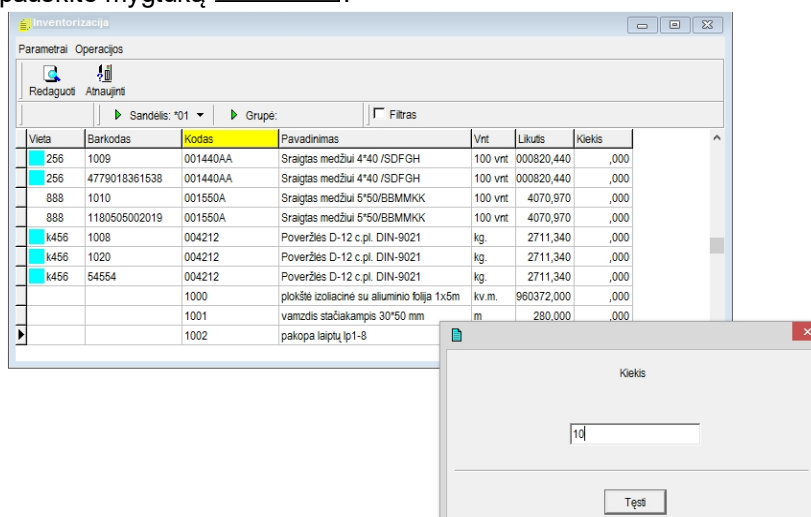 pauskite mygtuką
Inventorizacija
Parametrai Operacijos
Redaguoti Atnaujinti
Sandėlis: *01 Grupė: Filtras
Vieta Barkodas Kodas Pavadinimas Vnt Likutis Kiekis
256 1009 001440AA Sraigtas medžiui 4*40 /SDFGH 100 vnt 000820,440 ,000
256 4779018361538 001440AA Sraigtas medžiui 4*40 /SDFGH 100 vnt 000820,440 ,000
888 1010 001550A Sraigtas medžiui 5*50/BBMMKK 100 vnt 4070,970 ,000
888 1180505002019 001550A Sraigtas medžiui 5*50/BBMMKK 100 vnt 4070,970 ,000
k456 1008 004212 Poveržlės D-12 c.pl. DIN-9021 kg. 2711,340 ,000
k456 1020 004212 Poveržlės D-12 c.pl. DIN-9021 kg. 2711,340 ,000
k456 54554 004212 Poveržlės D-12 c.pl. DIN-9021 kg. 2711,340 ,000
1000 plokštė izoliacinė su aliuminio folija 1x5m kv.m. 960372,000 ,000
1001 vamzdis stačiakampis 30*50 mm m 280,000 ,000
1002 pakopa laiptų lp1-8
Kiekis
10
Tęsti